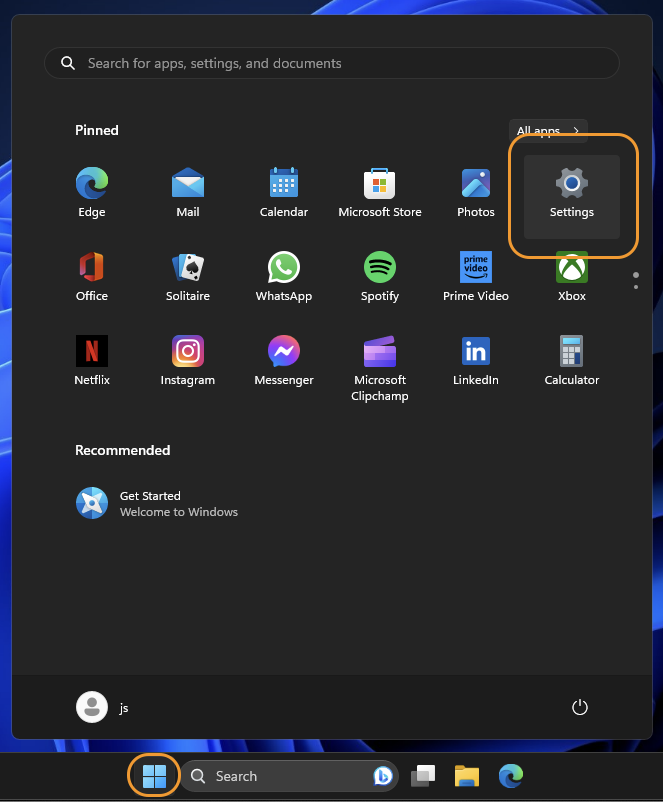 Search for apps, settings, and documents
Pinned
All apps
Edge
Mail
Calendar
Microsoft Store
Photos
Settings
Office
Solitaire
WhatsApp
Spotify
prime
video
Prime Video
Xbox
N
in
Netflix
Instagram
Messenger
Microsoft
Clipchamp
LinkedIn
Calculator
Recommended
Get Started
Welcome to Windows
js
Search